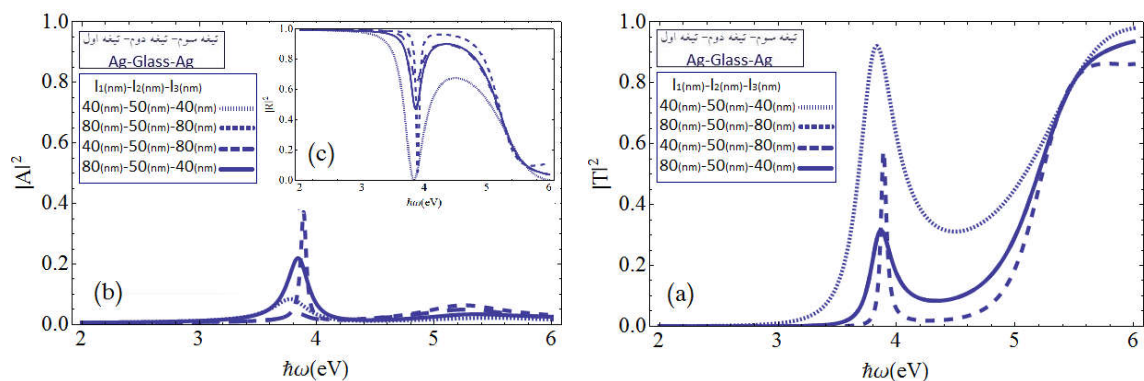 تیغه سوم- تیغه دوم- تیغه اول
Ag-Glass-Ag
l₁(nm)-l₂(nm)-l₃(nm)
40(nm)-50(nm)-40(nm)
80(nm)-50(nm)-80(nm)
40(nm)-50(nm)-80(nm)
80(nm)-50(nm)-40(nm)
|A|²
1.0
0.8
0.6
0.4
0.2
0.0
2
3
4
5
6
ħω(eV)
(b)
|R|²
1.0
0.8
0.6
0.4
0.2
0.0
2
3
4
5
6
ħω(eV)
(c)
تیغه سوم- تیغه دوم- تیغه اول
Ag-Glass-Ag
l₁(nm)-l₂(nm)-l₃(nm)
40(nm)-50(nm)-40(nm)
80(nm)-50(nm)-80(nm)
40(nm)-50(nm)-80(nm)
80(nm)-50(nm)-40(nm)
|T|²
1.0
0.8
0.6
0.4
0.2
0.0
2
3
4
5
6
ħω(eV)
(a)